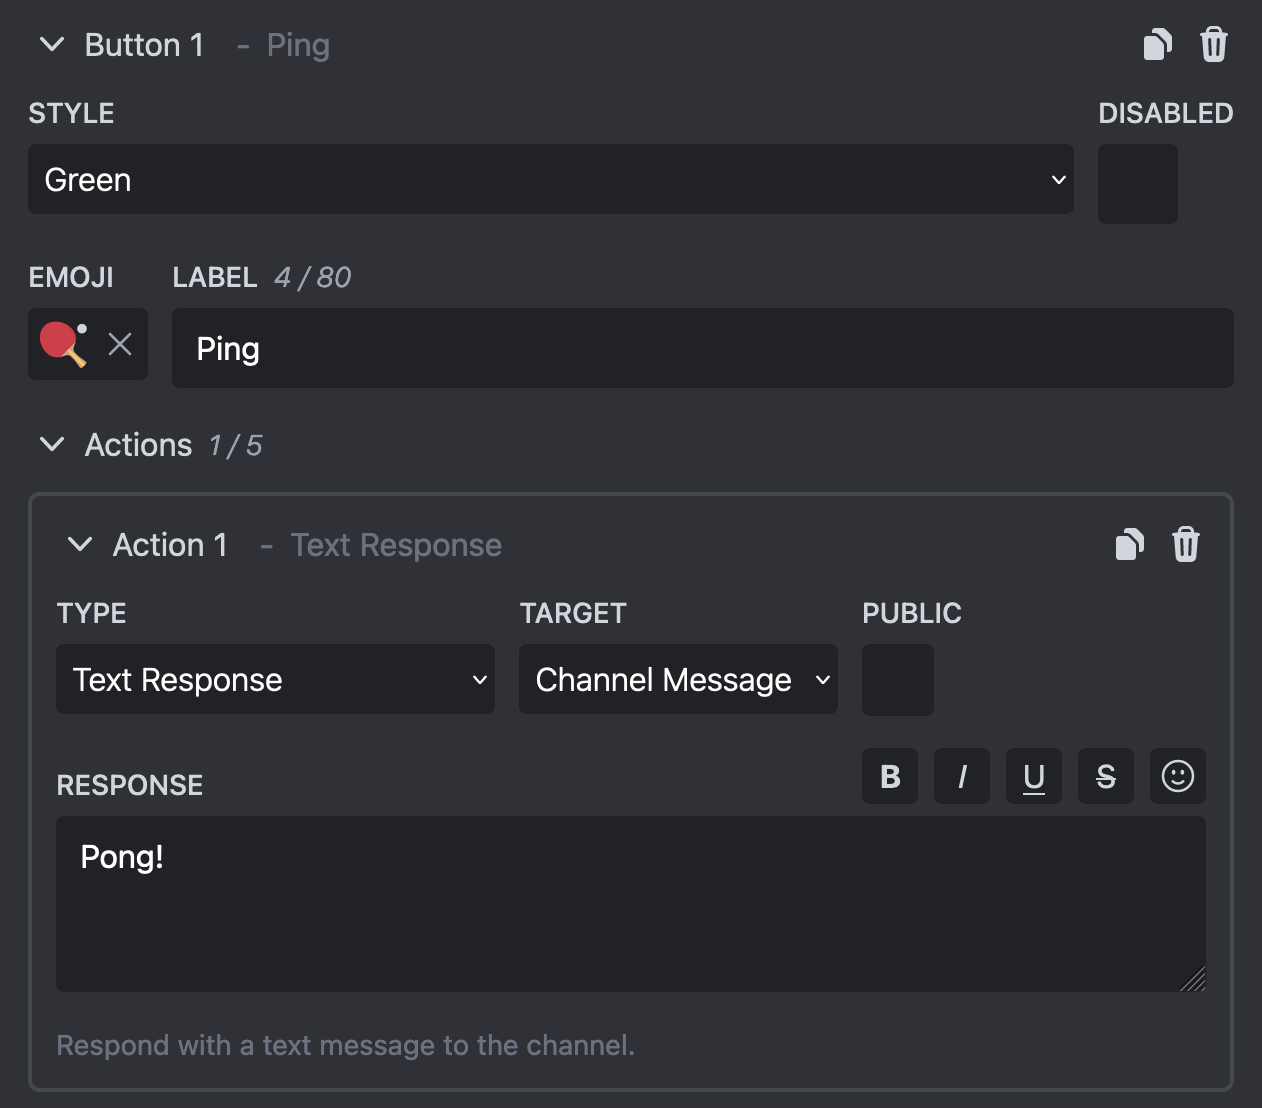 Button 1 - Ping
STYLE
DISABLED
Green
EMOJI
LABEL 4 / 80
Ping
Actions 1 / 5
Action 1 - Text Response
TYPE
TARGET
PUBLIC
Text Response
Channel Message
RESPONSE
B I U S
Pong!
Respond with a text message to the channel.